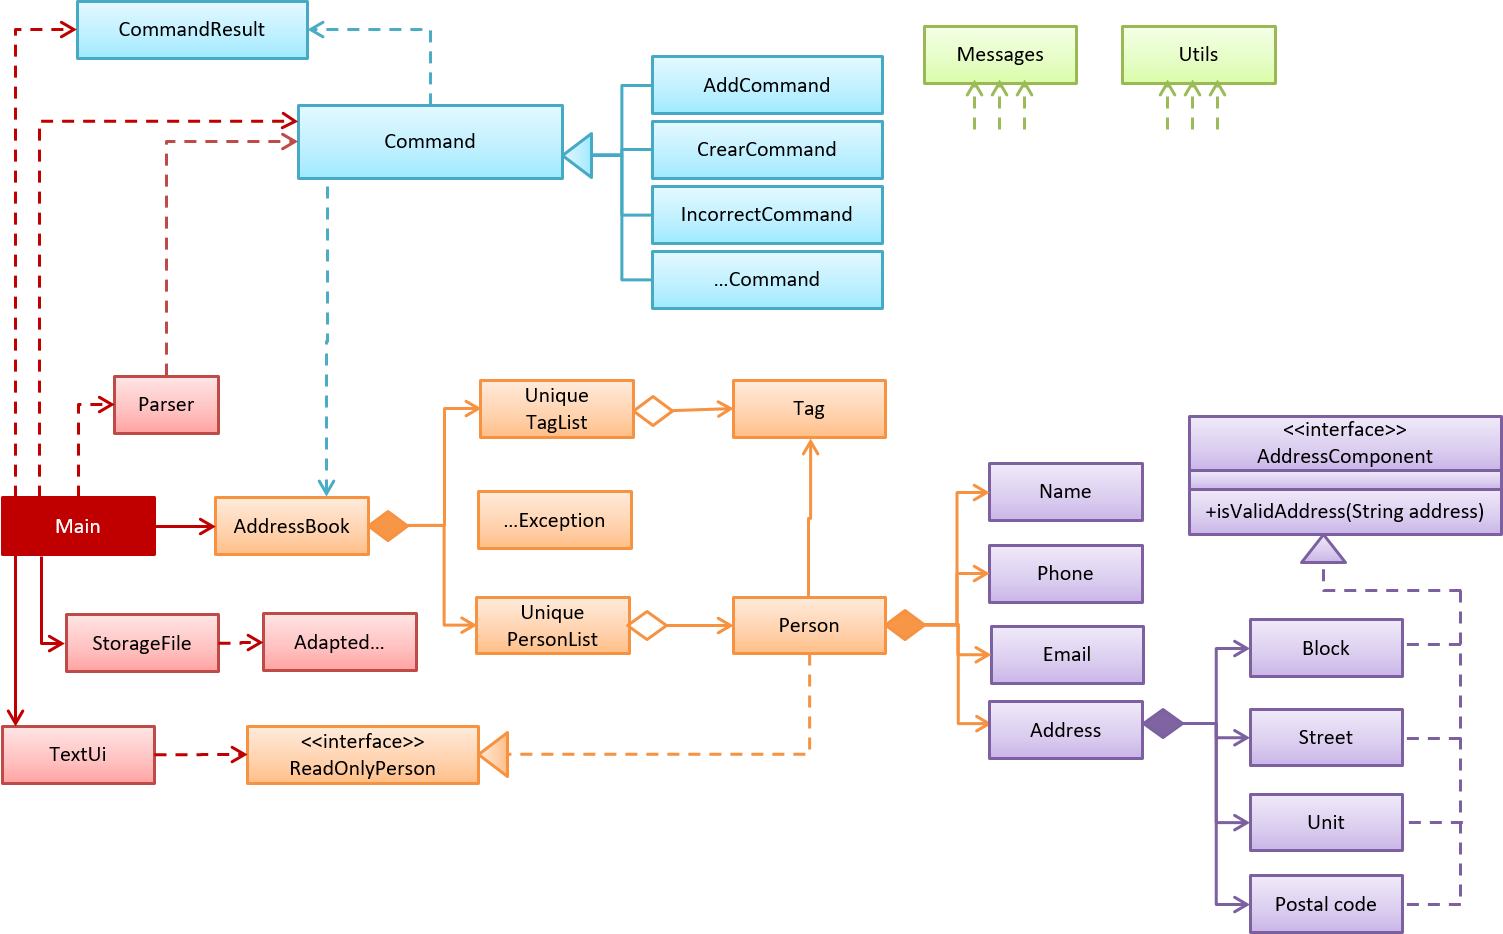 CommandResult
Messages
Utils
AddCommand
Command
CrearCommand
IncorrectCommand
...Command
Parser
Unique
TagList
Tag
<<interface>>
AddressComponent
+isValidAddress(String address)
Name
Main
AddressBook
...Exception
Phone
Unique
PersonList
Person
StorageFile
Adapted...
Email
Block
TextUi
<<interface>>
ReadOnlyPerson
Address
Street
Unit
Postal code